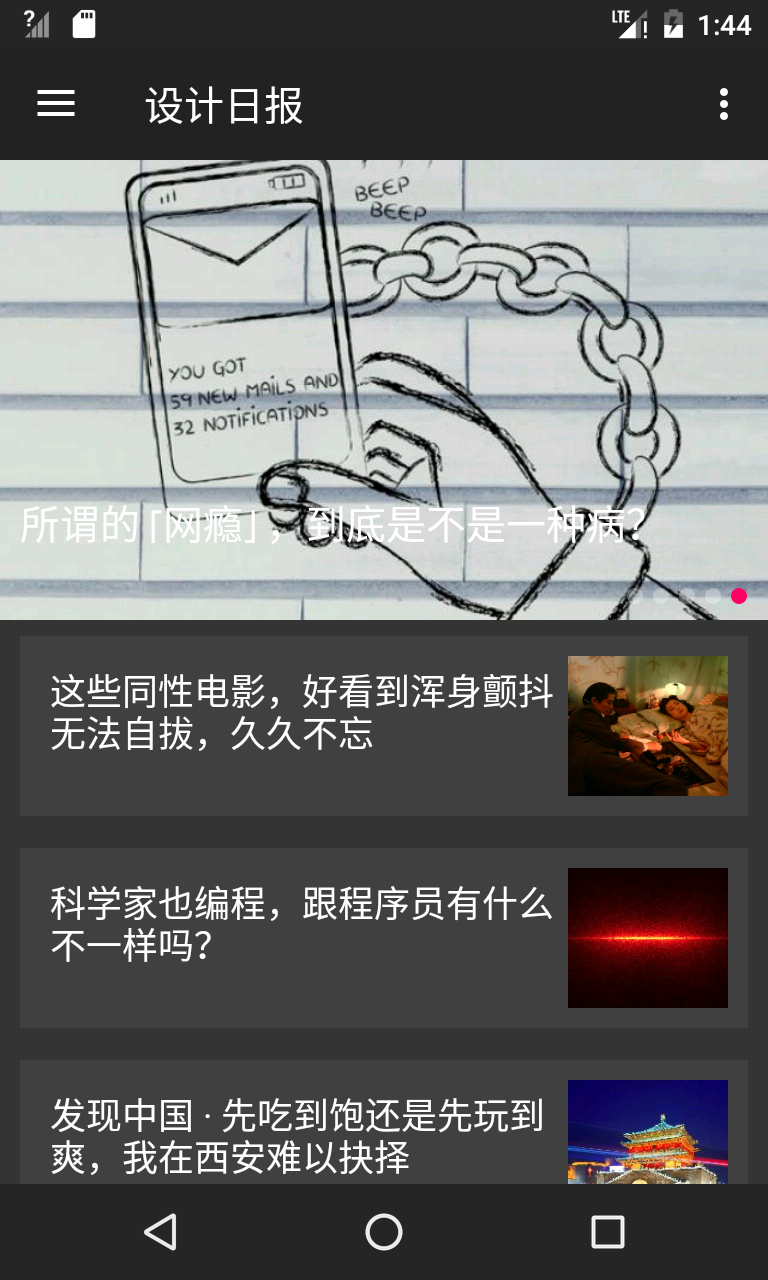 LTE 1:44
设计日报
BEEP
BEEP
YOU GOT
59 NEW MAILS AND
32 NOTIFICATIONS
所谓的「网瘾」，到底是不是一种病？
这些同性电影，好看到浑身颤抖
无法自拔，久久不忘
科学家也编程，跟程序员有什么
不一样吗？
发现中国 · 先吃到饱还是先玩到
爽，我在西安难以抉择